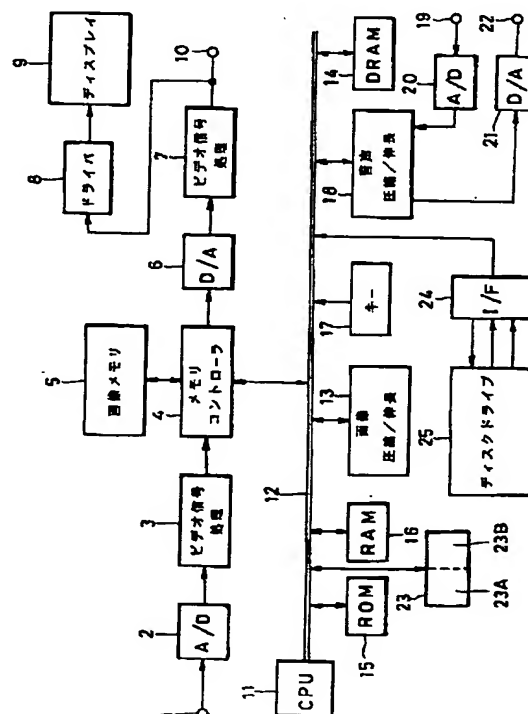 2
A/D
3
ビデオ信号
処理
5
画像メモリ
4
メモリ
コントローラ
6
D/A
7
ビデオ信号
処理
10
8
ドライバ
9
ディスプレイ
11
CPU
12
15
ROM
16
RAM
23
23A
23B
13
画像
圧縮/伸長
17
キー
14
DRAM
18
音声
圧縮/伸長
19
20
A/D
21
D/A
22
24
I/F
25
ディスクドライブ